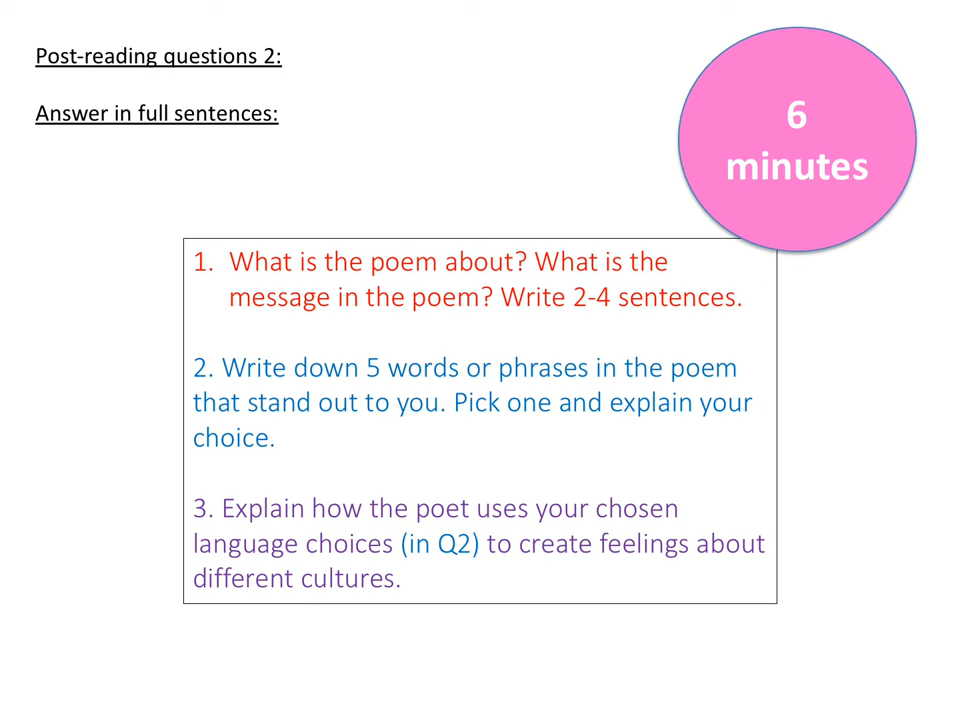 Post-reading questions 2:
Answer in full sentences:
6
minutes
1. What is the poem about? What is the
message in the poem? Write 2-4 sentences.
2. Write down 5 words or phrases in the poem
that stand out to you. Pick one and explain your
choice.
3. Explain how the poet uses your chosen
language choices (in Q2) to create feelings about
different cultures.